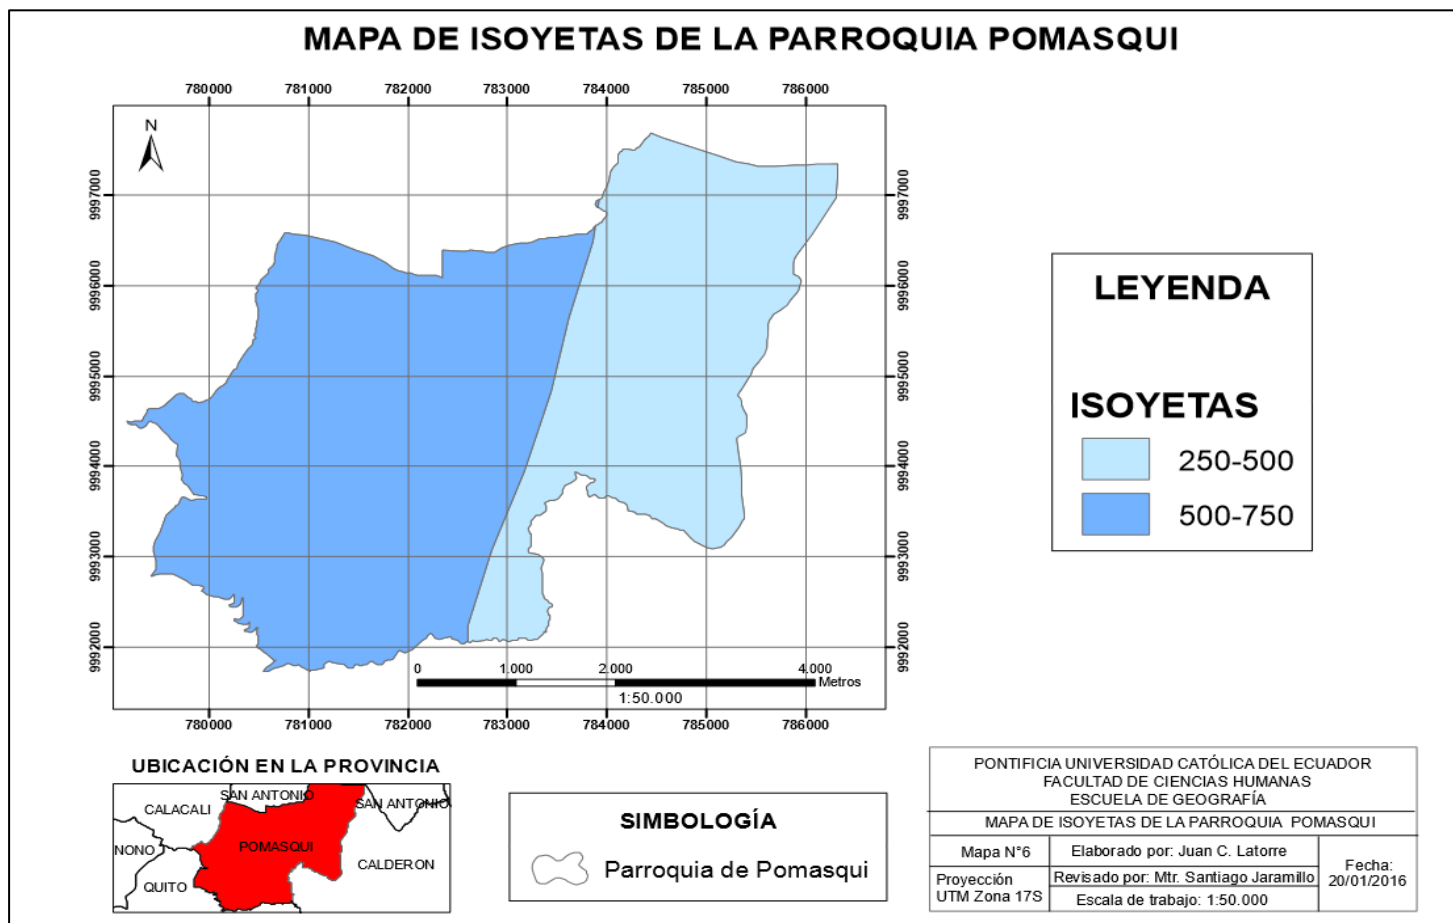 MAPA DE ISOYETAS DE LA PARROQUIA POMASQUI
780000 781000 782000 783000 784000 785000 786000
N
9997000 9997000
9996000 9996000
9995000 9995000
9994000 9994000
9993000 9993000
9992000 9992000
0 1.000 2.000 4.000
Metros
1:50.000
780000 781000 782000 783000 784000 785000 786000
LEYENDA
ISOYETAS
250-500
500-750
UBICACIÓN EN LA PROVINCIA
SAN ANTONIO
SAN ANTONIO
CALACALI
NONO
POMASQUI
CALDERON
QUITO
SIMBOLOGÍA
Parroquia de Pomasqui
PONTIFICIA UNIVERSIDAD CATÓLICA DEL ECUADOR
FACULTAD DE CIENCIAS HUMANAS
ESCUELA DE GEOGRAFÍA
MAPA DE ISOYETAS DE LA PARROQUIA POMASQUI
Mapa N°6
Elaborado por: Juan C. Latorre
Proyección
UTM Zona 17S
Revisado por: Mtr. Santiago Jaramillo
Escala de trabajo: 1:50.000
Fecha:
20/01/2016